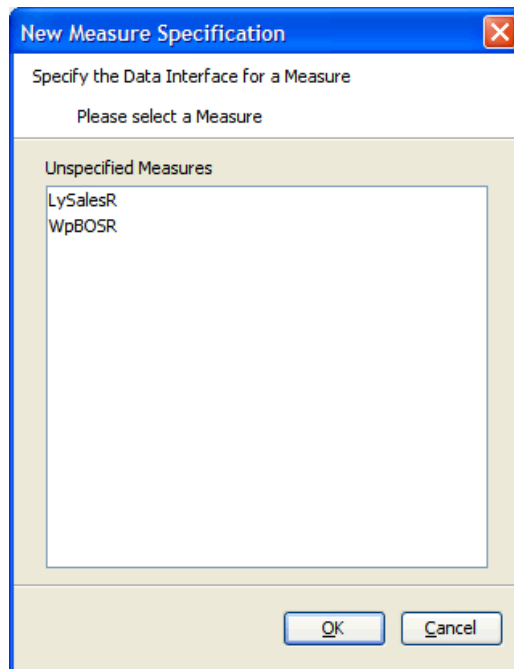 New Measure Specification
Specify the Data Interface for a Measure
Please select a Measure
Unspecified Measures
LySalesR
WpBOSR
OK
Cancel